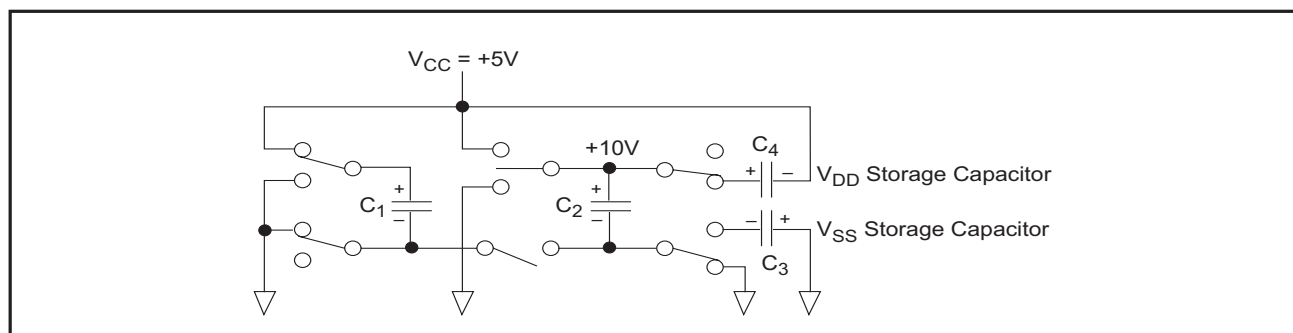 V_CC = +5V
+10V
C_4
+
–
V_DD Storage Capacitor
+
C_1
–
+
C_2
–
–
+
V_SS Storage Capacitor
C_3